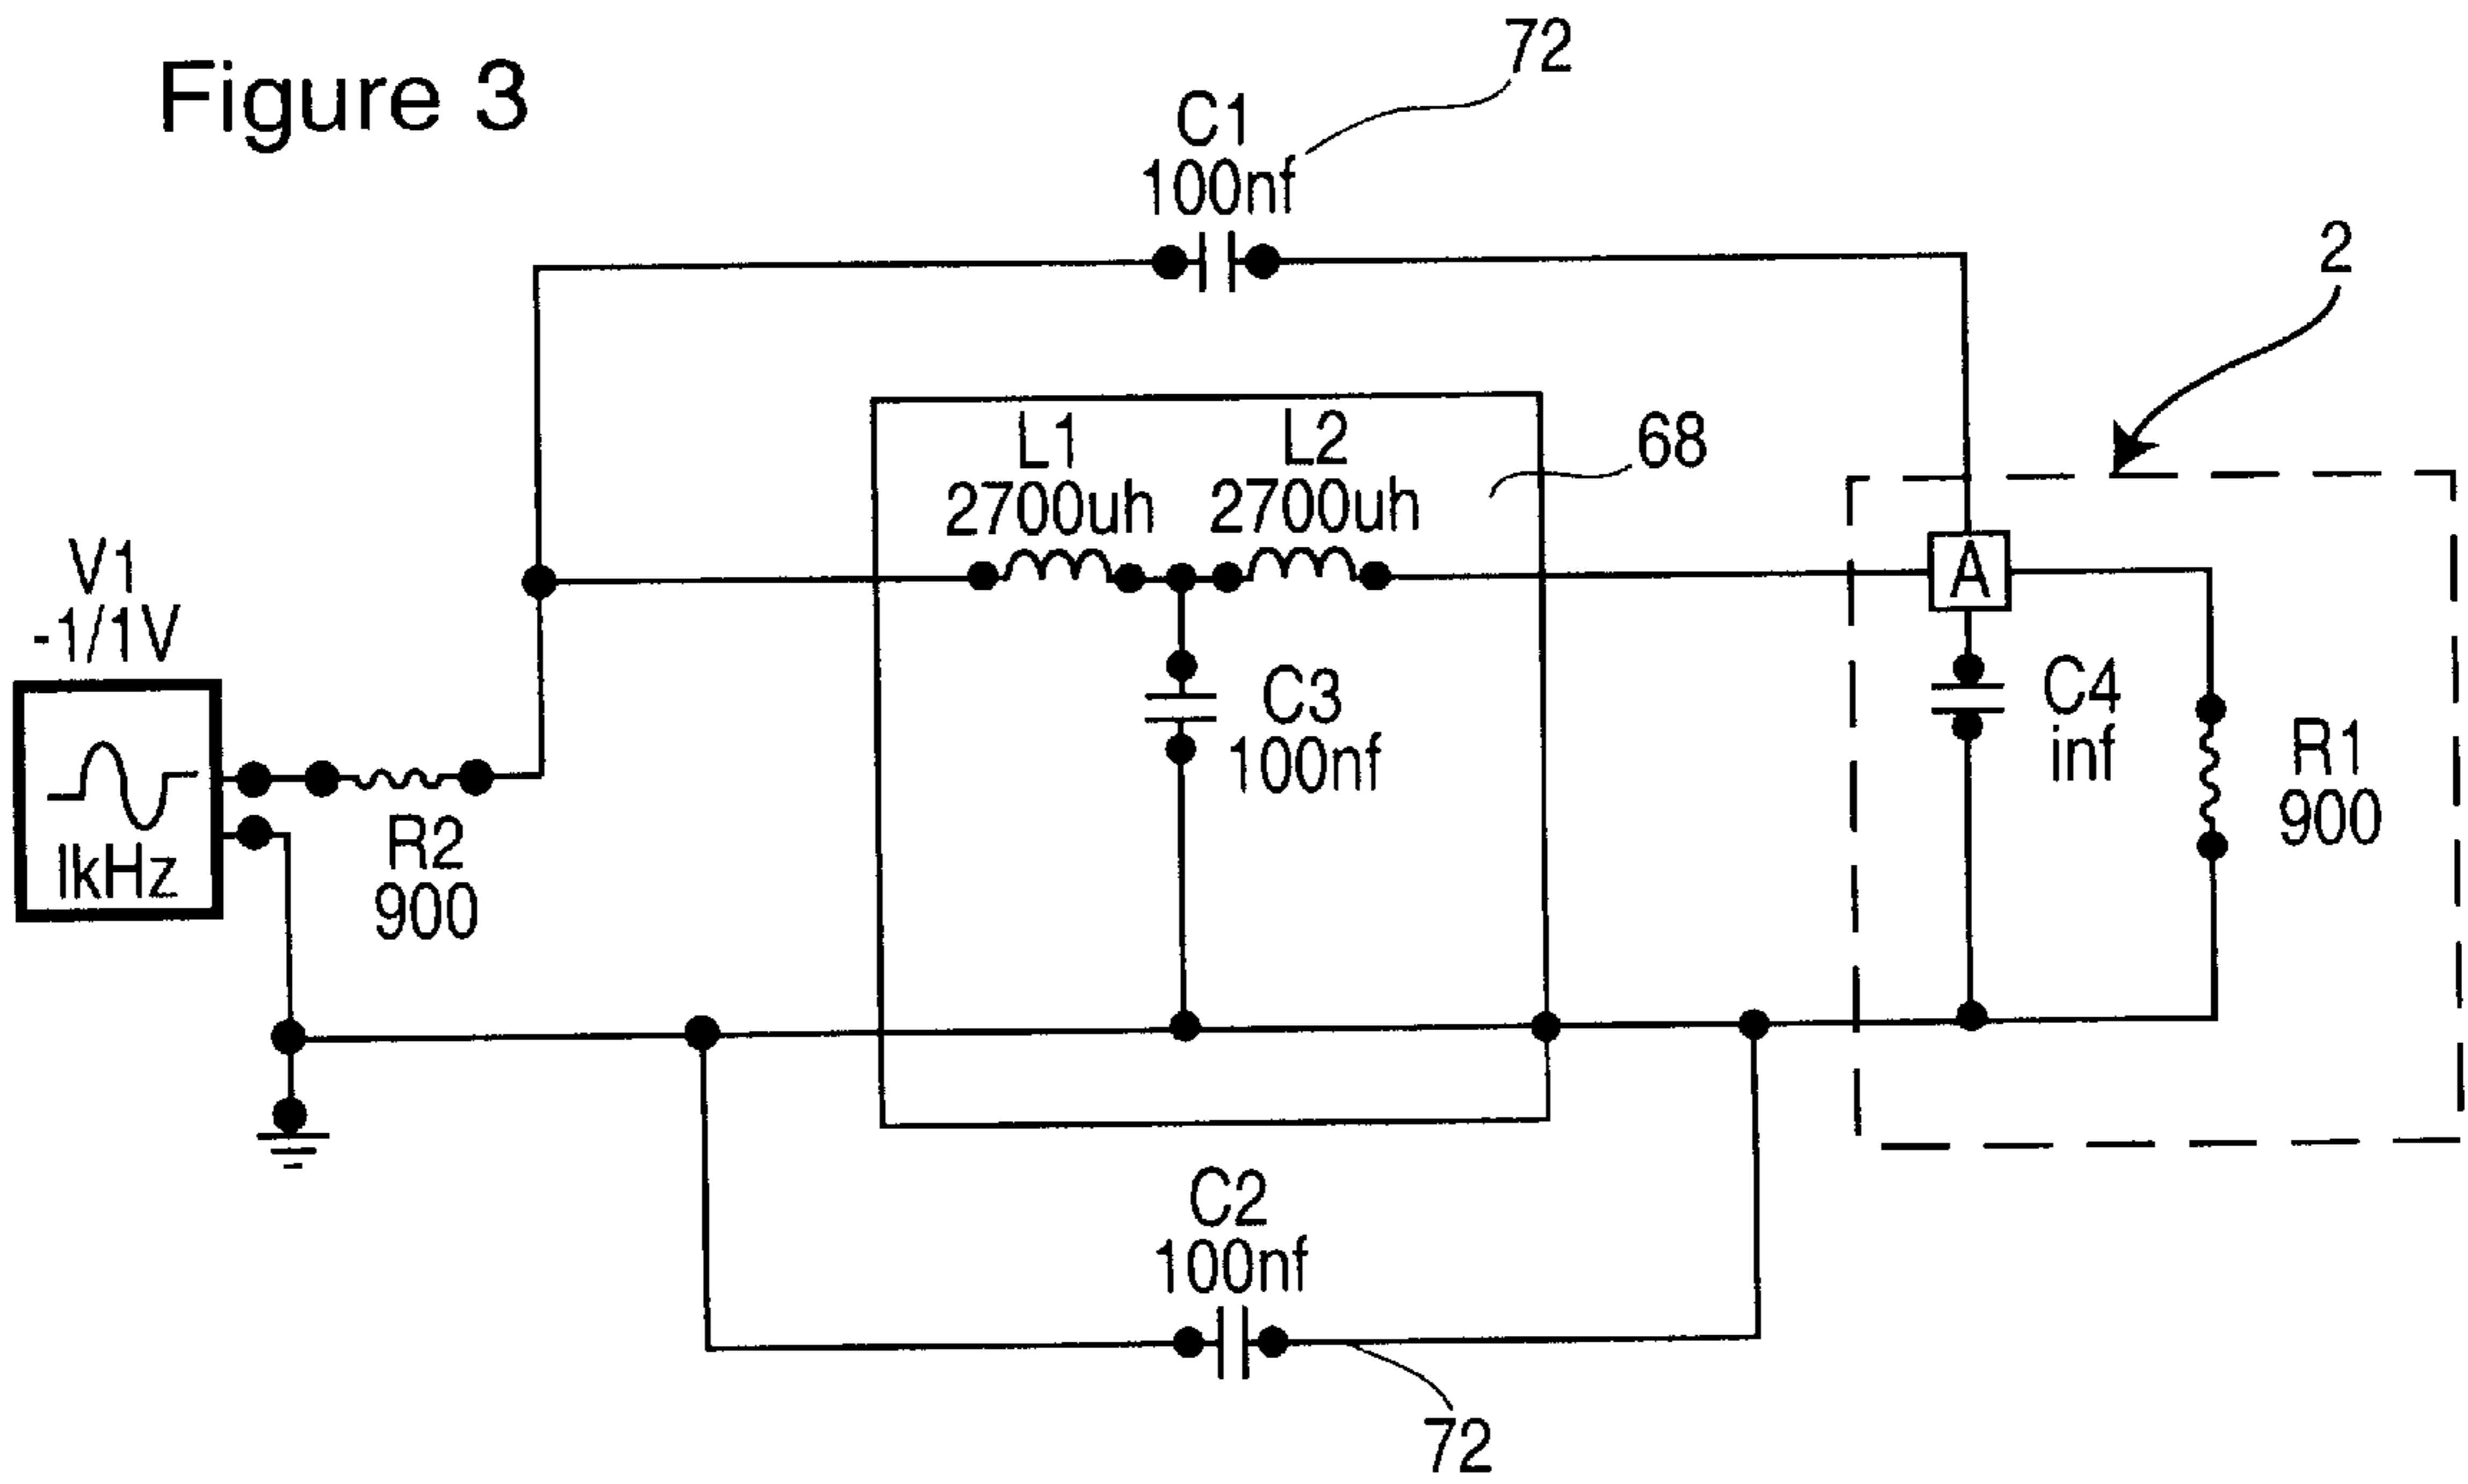 Figure 3
72
C1
100nf
2
L1
2700uh
L2
2700uh
68
V1
-1/1V
A
C3
100nf
C4
inf
R1
900
IkHz
R2
900
C2
100nf
72